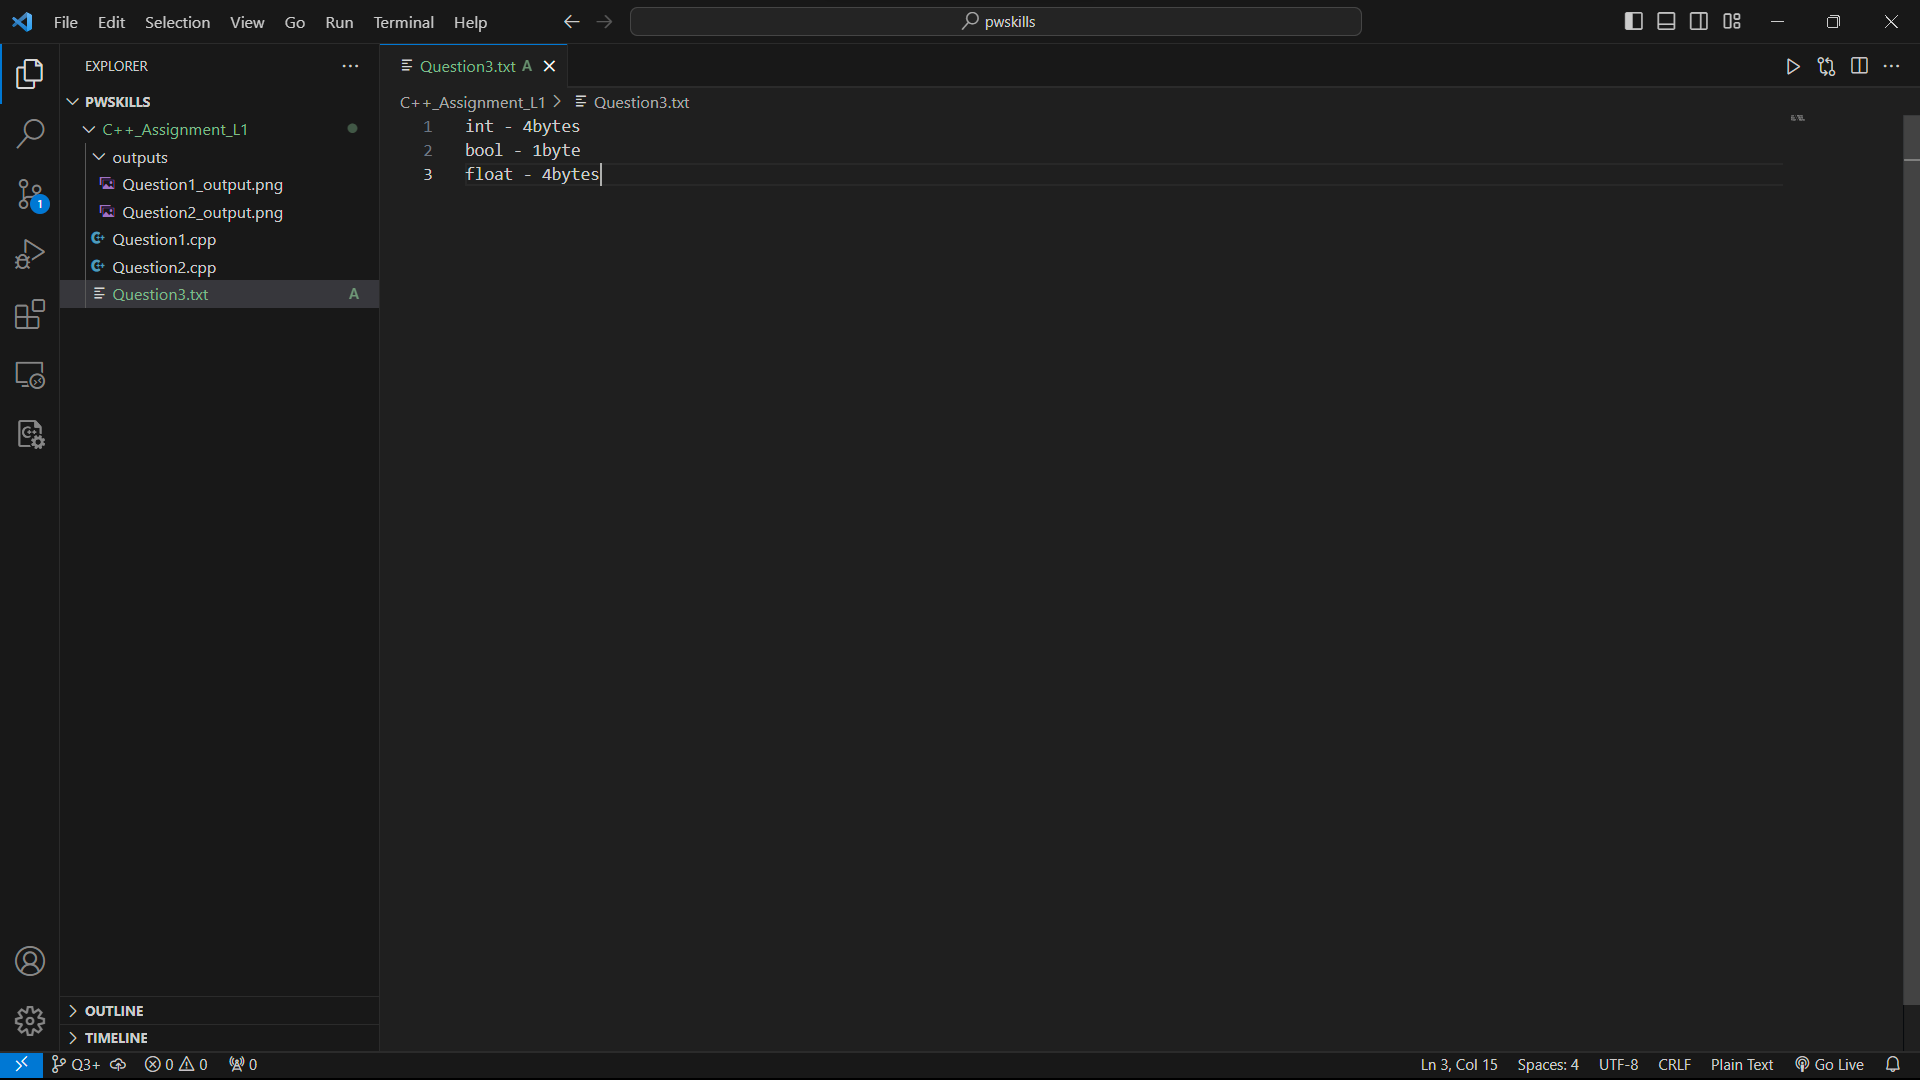 File Edit Selection View Go Run Terminal Help
pwskills
EXPLORER
PWSKILLS
C++_Assignment_L1
outputs
Question1_output.png
Question2_output.png
Question1.cpp
Question2.cpp
Question3.txt A
OUTLINE
TIMELINE
1
Question3.txt A
C++_Assignment_L1 > Question3.txt
1 int - 4bytes
2 bool - 1byte
3 float - 4bytes
Q3+ 0 0 0 Ln 3, Col 15 Spaces: 4 UTF-8 CRLF Plain Text Go Live